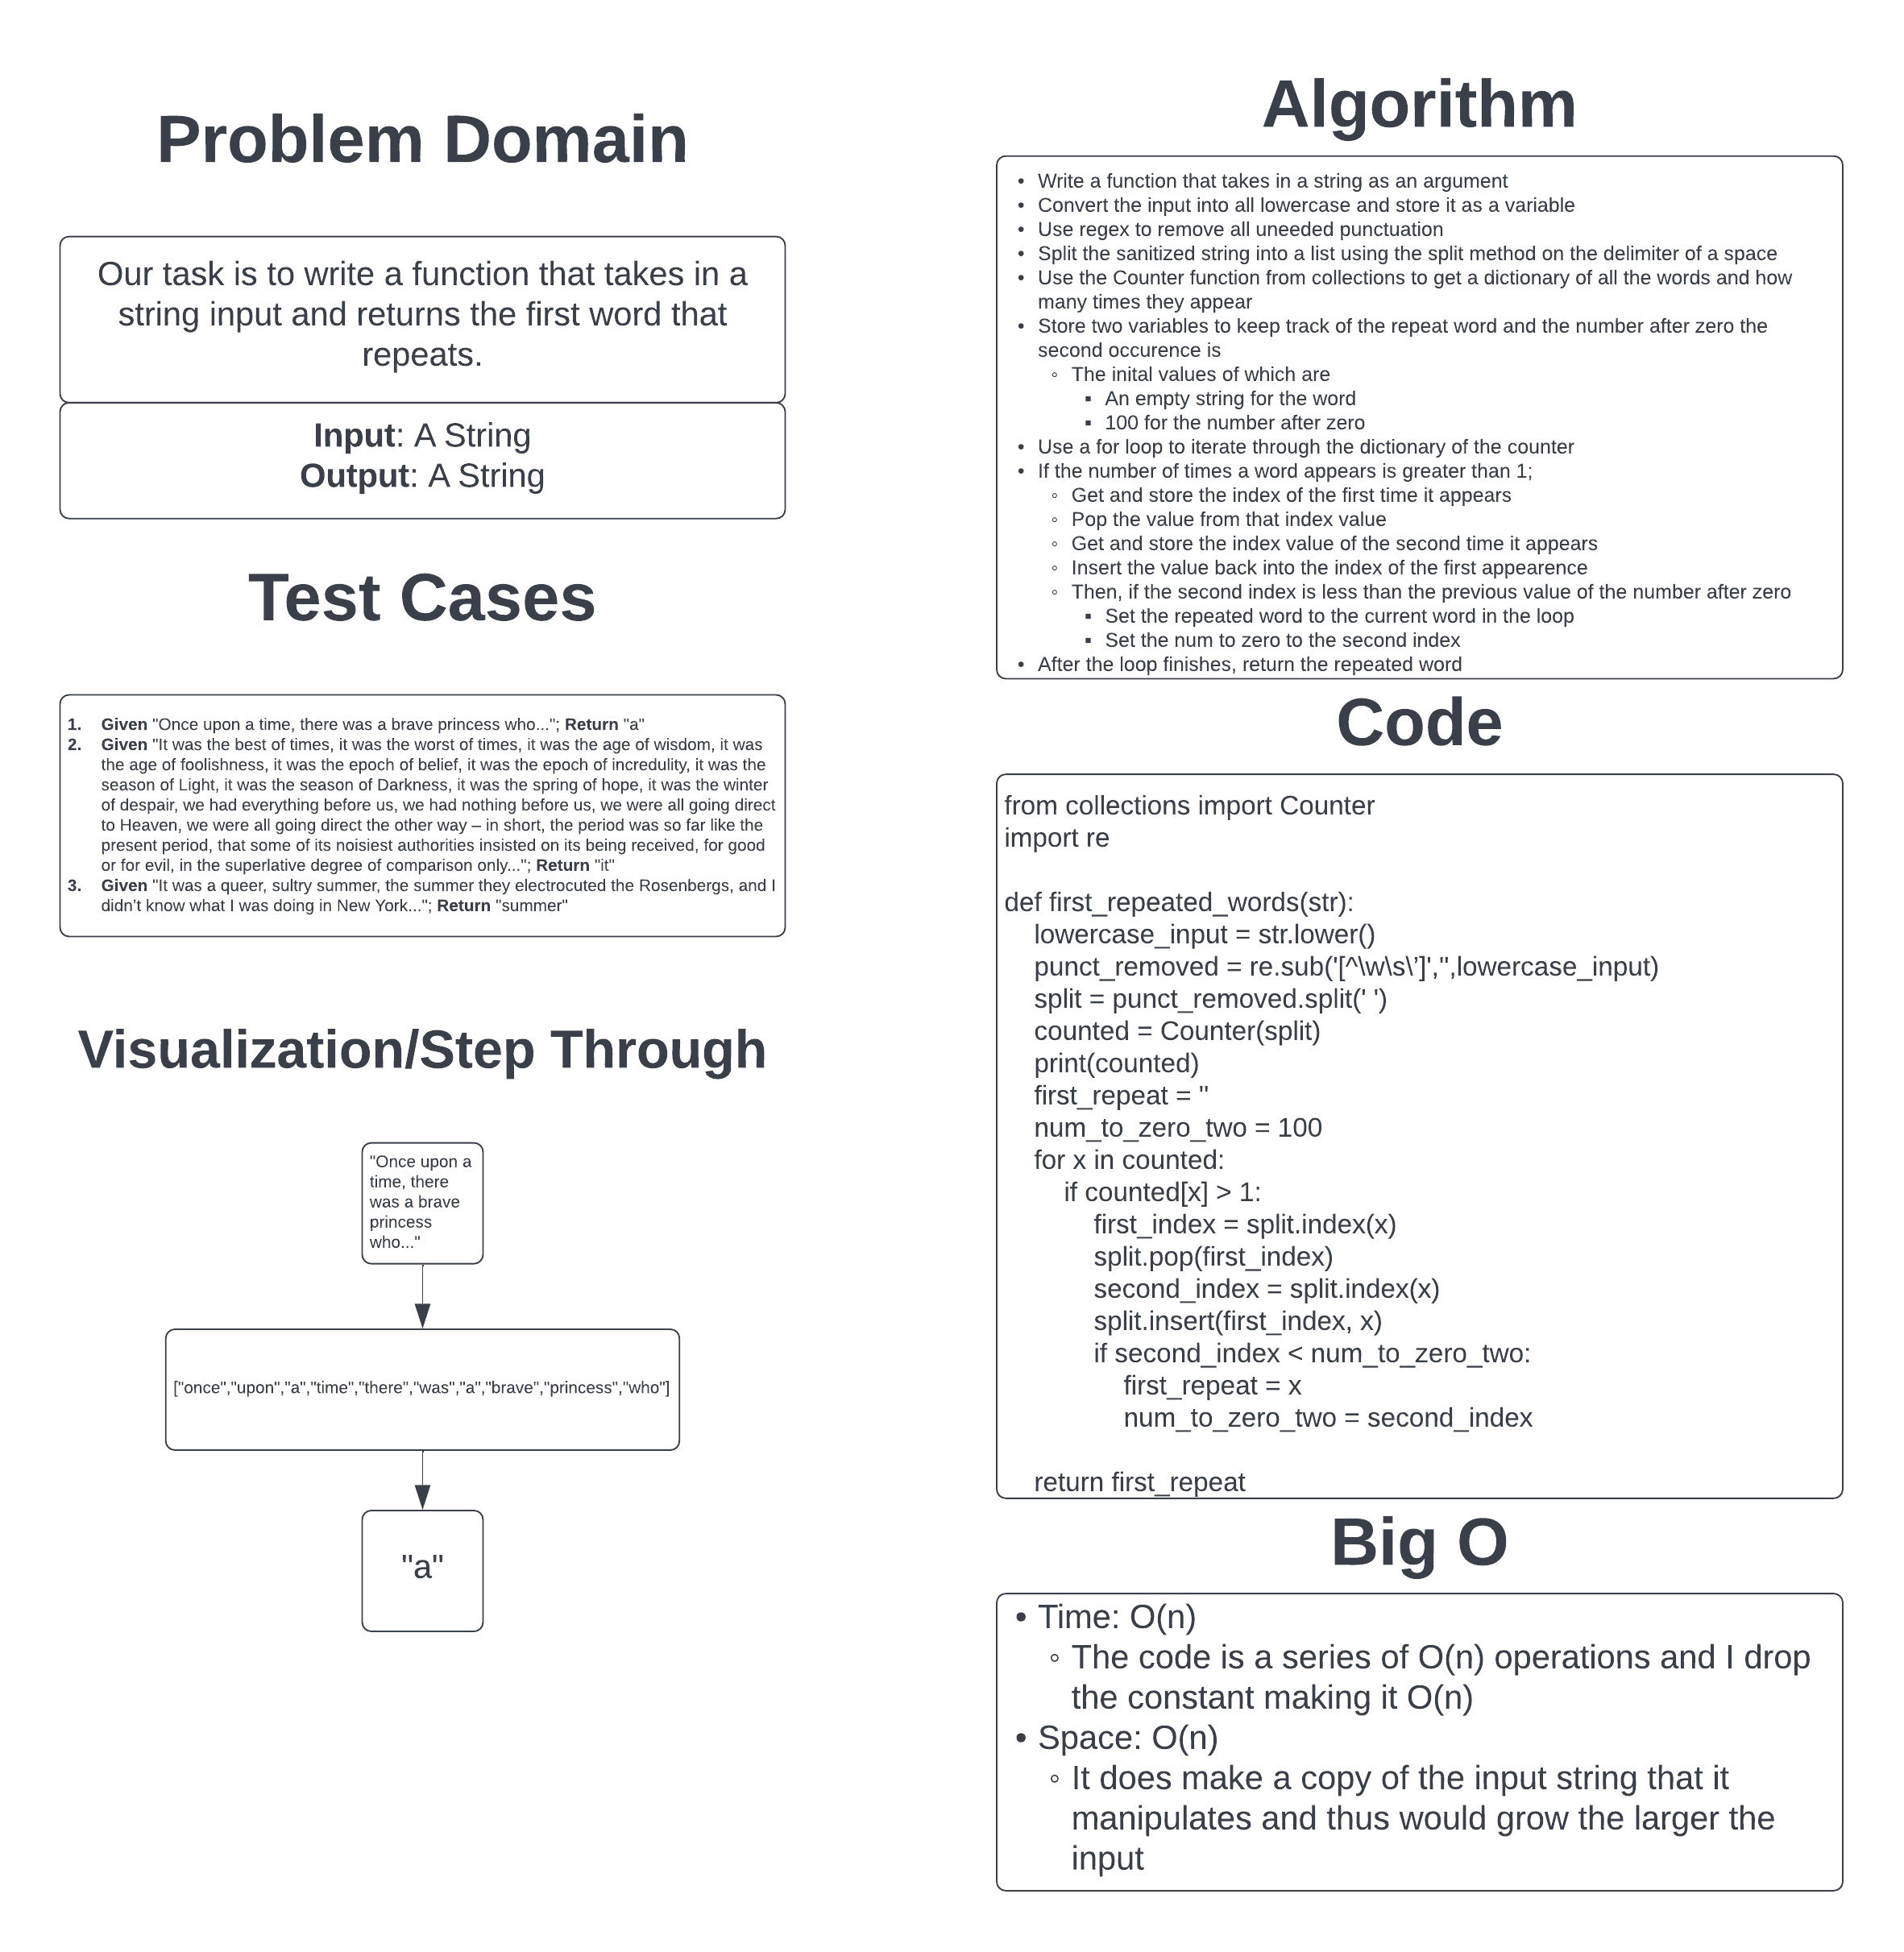 Problem Domain
Our task is to write a function that takes in a
string input and returns the first word that
repeats.
Input: A String
Output: A String
Test Cases
1. Given "Once upon a time, there was a brave princess who..."; Return "a"
2. Given "It was the best of times, it was the worst of times, it was the age of wisdom, it was
the age of foolishness, it was the epoch of belief, it was the epoch of incredulity, it was the
season of Light, it was the season of Darkness, it was the spring of hope, it was the winter
of despair, we had everything before us, we had nothing before us, we were all going direct
to Heaven, we were all going direct the other way – in short, the period was so far like the
present period, that some of its noisiest authorities insisted on its being received, for good
or for evil, in the superlative degree of comparison only..."; Return "it"
3. Given "It was a queer, sultry summer, the summer they electrocuted the Rosenbergs, and I
didn’t know what I was doing in New York..."; Return "summer"
Visualization/Step Through
"Once upon a
time, there
was a brave
princess
who..."
["once","upon","a","time","there","was","a","brave","princess","who"]
"a"
Algorithm
• Write a function that takes in a string as an argument
• Convert the input into all lowercase and store it as a variable
• Use regex to remove all uneeded punctuation
• Split the sanitized string into a list using the split method on the delimiter of a space
• Use the Counter function from collections to get a dictionary of all the words and how
many times they appear
• Store two variables to keep track of the repeat word and the number after zero the
second occurence is
◦ The inital values of which are
▪ An empty string for the word
▪ 100 for the number after zero
• Use a for loop to iterate through the dictionary of the counter
• If the number of times a word appears is greater than 1;
◦ Get and store the index of the first time it appears
◦ Pop the value from that index value
◦ Get and store the index value of the second time it appears
◦ Insert the value back into the index of the first appearence
◦ Then, if the second index is less than the previous value of the number after zero
▪ Set the repeated word to the current word in the loop
▪ Set the num to zero to the second index
• After the loop finishes, return the repeated word
Code
from collections import Counter
import re
def first_repeated_words(str):
lowercase_input = str.lower()
punct_removed = re.sub('[^\w\s\’]','',lowercase_input)
split = punct_removed.split(' ')
counted = Counter(split)
print(counted)
first_repeat = ''
num_to_zero_two = 100
for x in counted:
if counted[x] > 1:
first_index = split.index(x)
split.pop(first_index)
second_index = split.index(x)
split.insert(first_index, x)
if second_index < num_to_zero_two:
first_repeat = x
num_to_zero_two = second_index
return first_repeat
Big O
• Time: O(n)
◦ The code is a series of O(n) operations and I drop
the constant making it O(n)
• Space: O(n)
◦ It does make a copy of the input string that it
manipulates and thus would grow the larger the
input